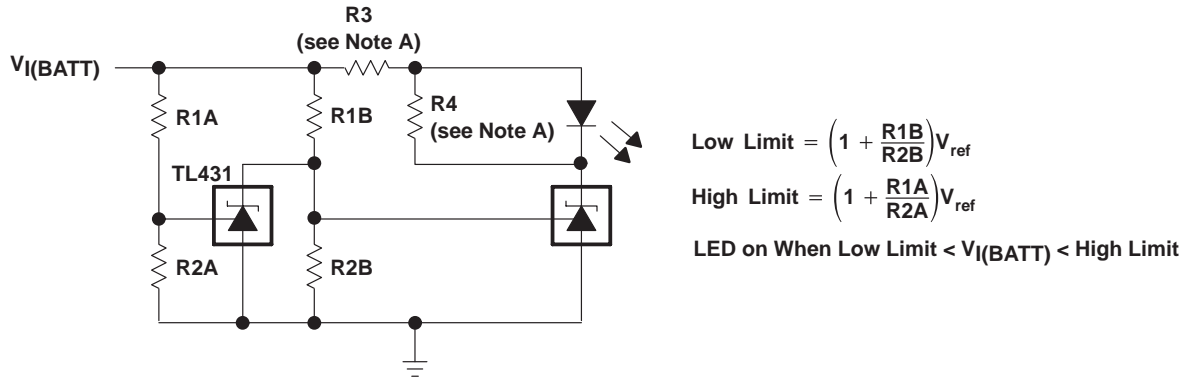 R3
(see Note A)
VI(BATT)
R1A
R1B
R4
(see Note A)
TL431
R2A
R2B
Low Limit = (1 + R1B/R2B)Vref
High Limit = (1 + R1A/R2A)Vref
LED on When Low Limit < VI(BATT) < High Limit